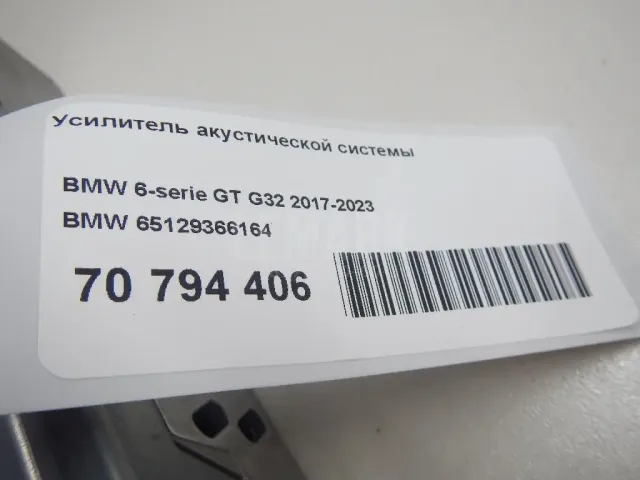 Усилитель акустической системы
BMW 6-serie GT G32 2017-2023
BMW 65129366164
70 794 406